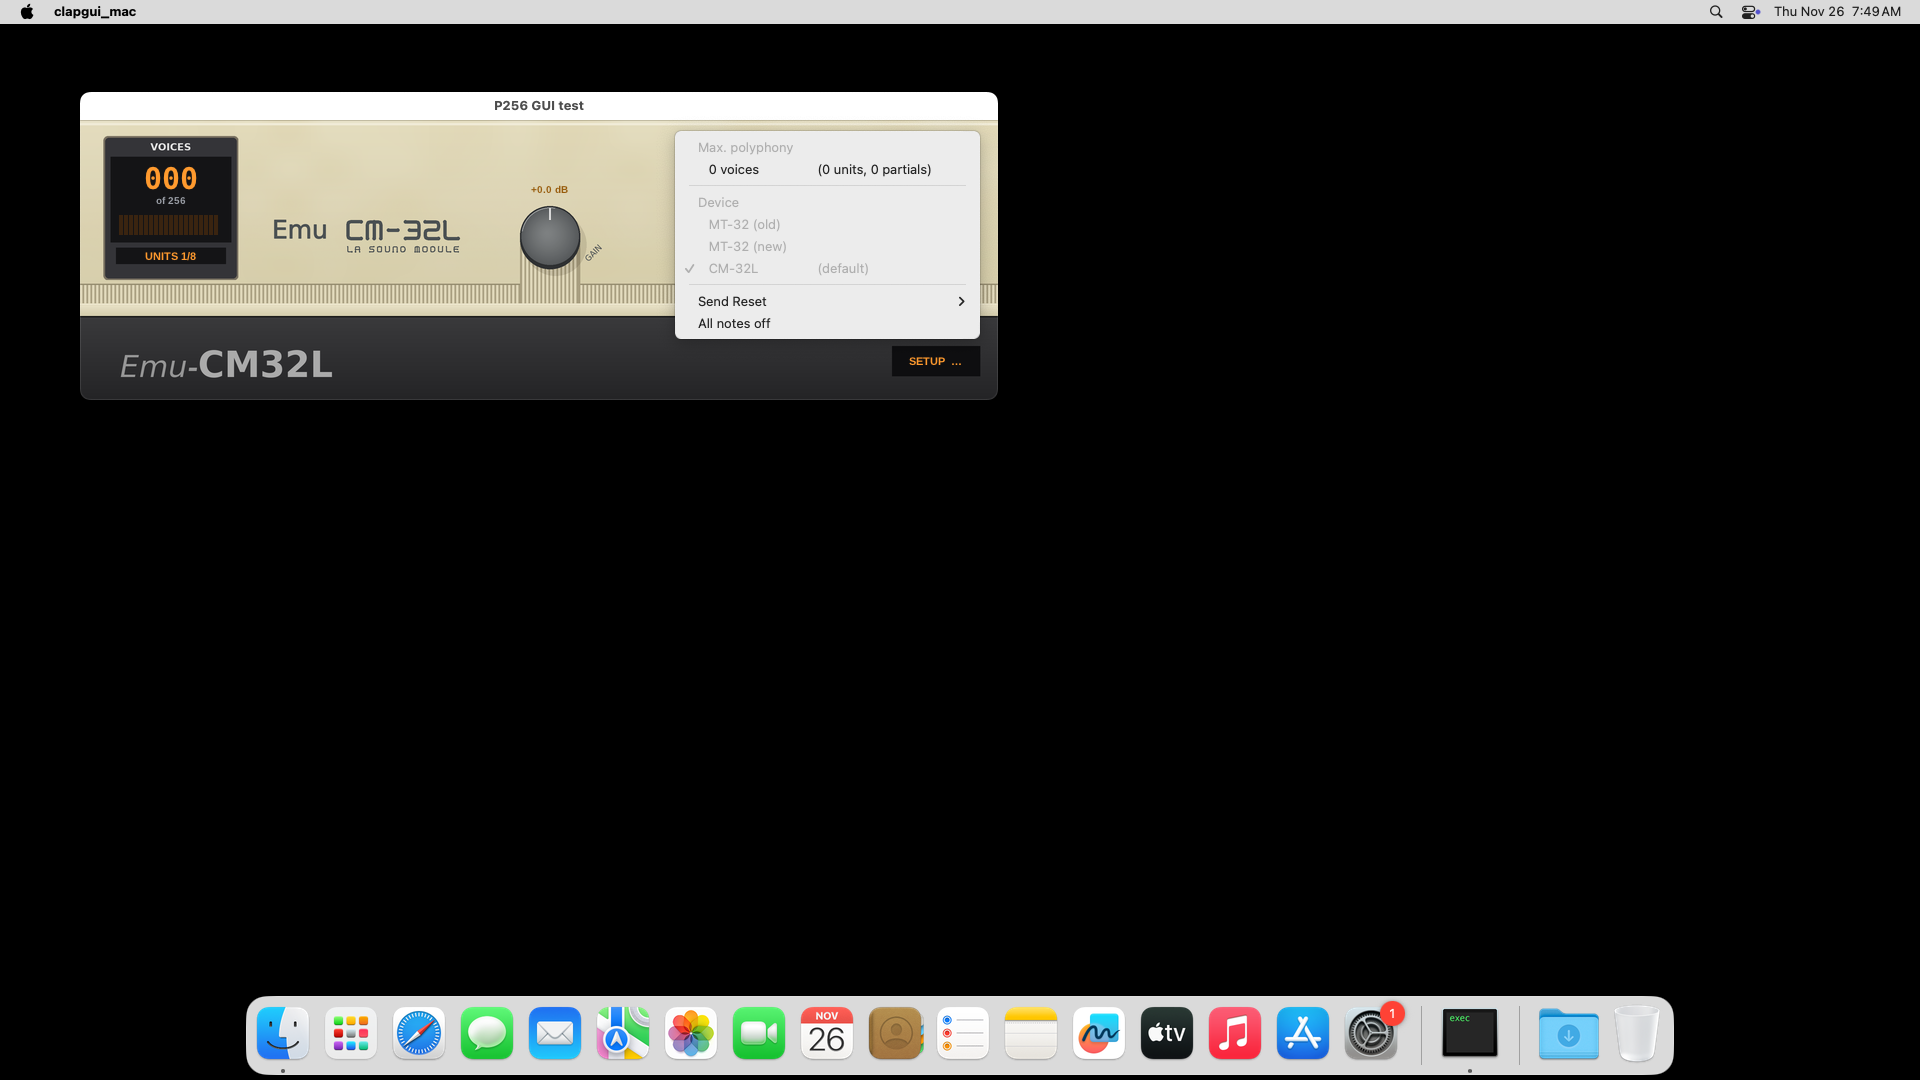 clapgui_mac
Thu Nov 26 7:49 AM
P256 GUI test
VOICES
000
of 256
UNITS 1/8
Emu CM-32L
LA SOUND MODULE
+0.0 dB
GAIN
Max. polyphony
0 voices (0 units, 0 partials)
Device
MT-32 (old)
MT-32 (new)
CM-32L (default)
Send Reset
All notes off
Emu-CM32L
SETUP ...
NOV
26
tv
1
exec